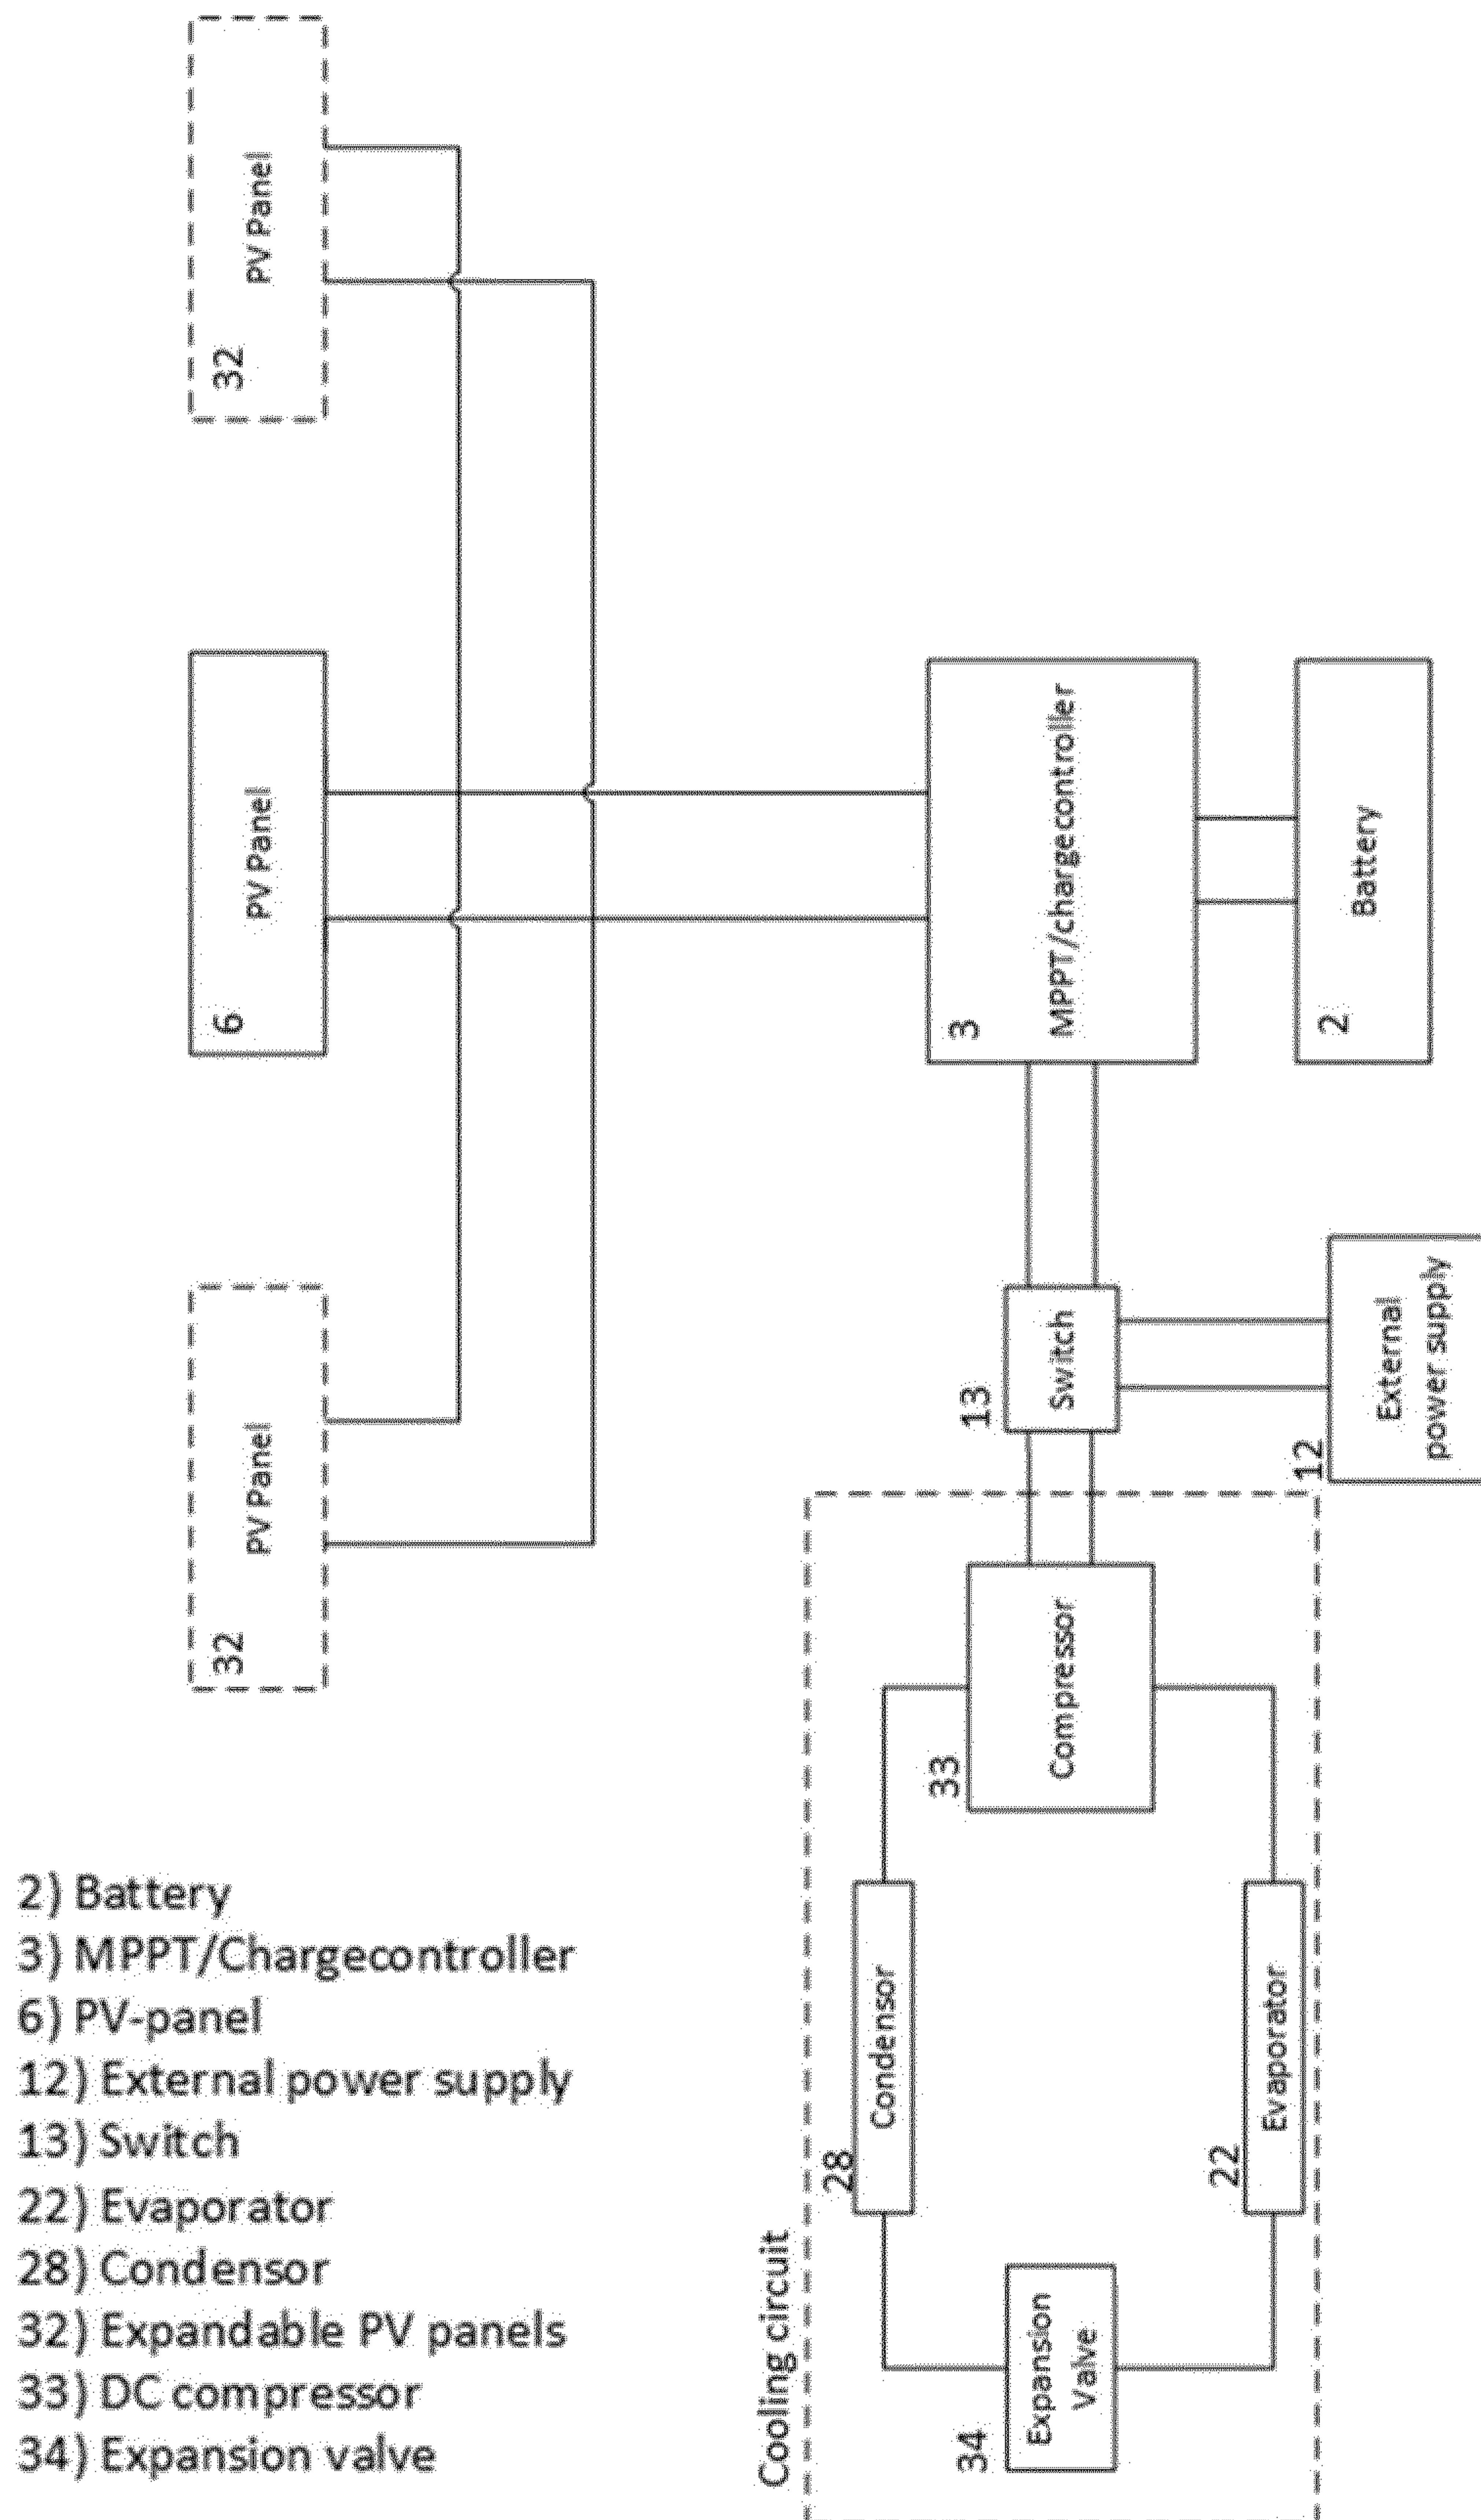 2) Battery
3) MPPT/Chargecontroller
6) PV-panel
12) External power supply
13) Switch
22) Evaporator
28) Condensor
32) Expandable PV panels
33) DC compressor
34) Expansion valve
32
PV Panel
6
PV Panel
32
PV Panel
Cooling circuit
28
Condensor
34
Expansion
Valve
33
Compressor
22
Evaporator
13
Switch
12
External
power supply
3
MPPT/chargecontroller
2
Battery